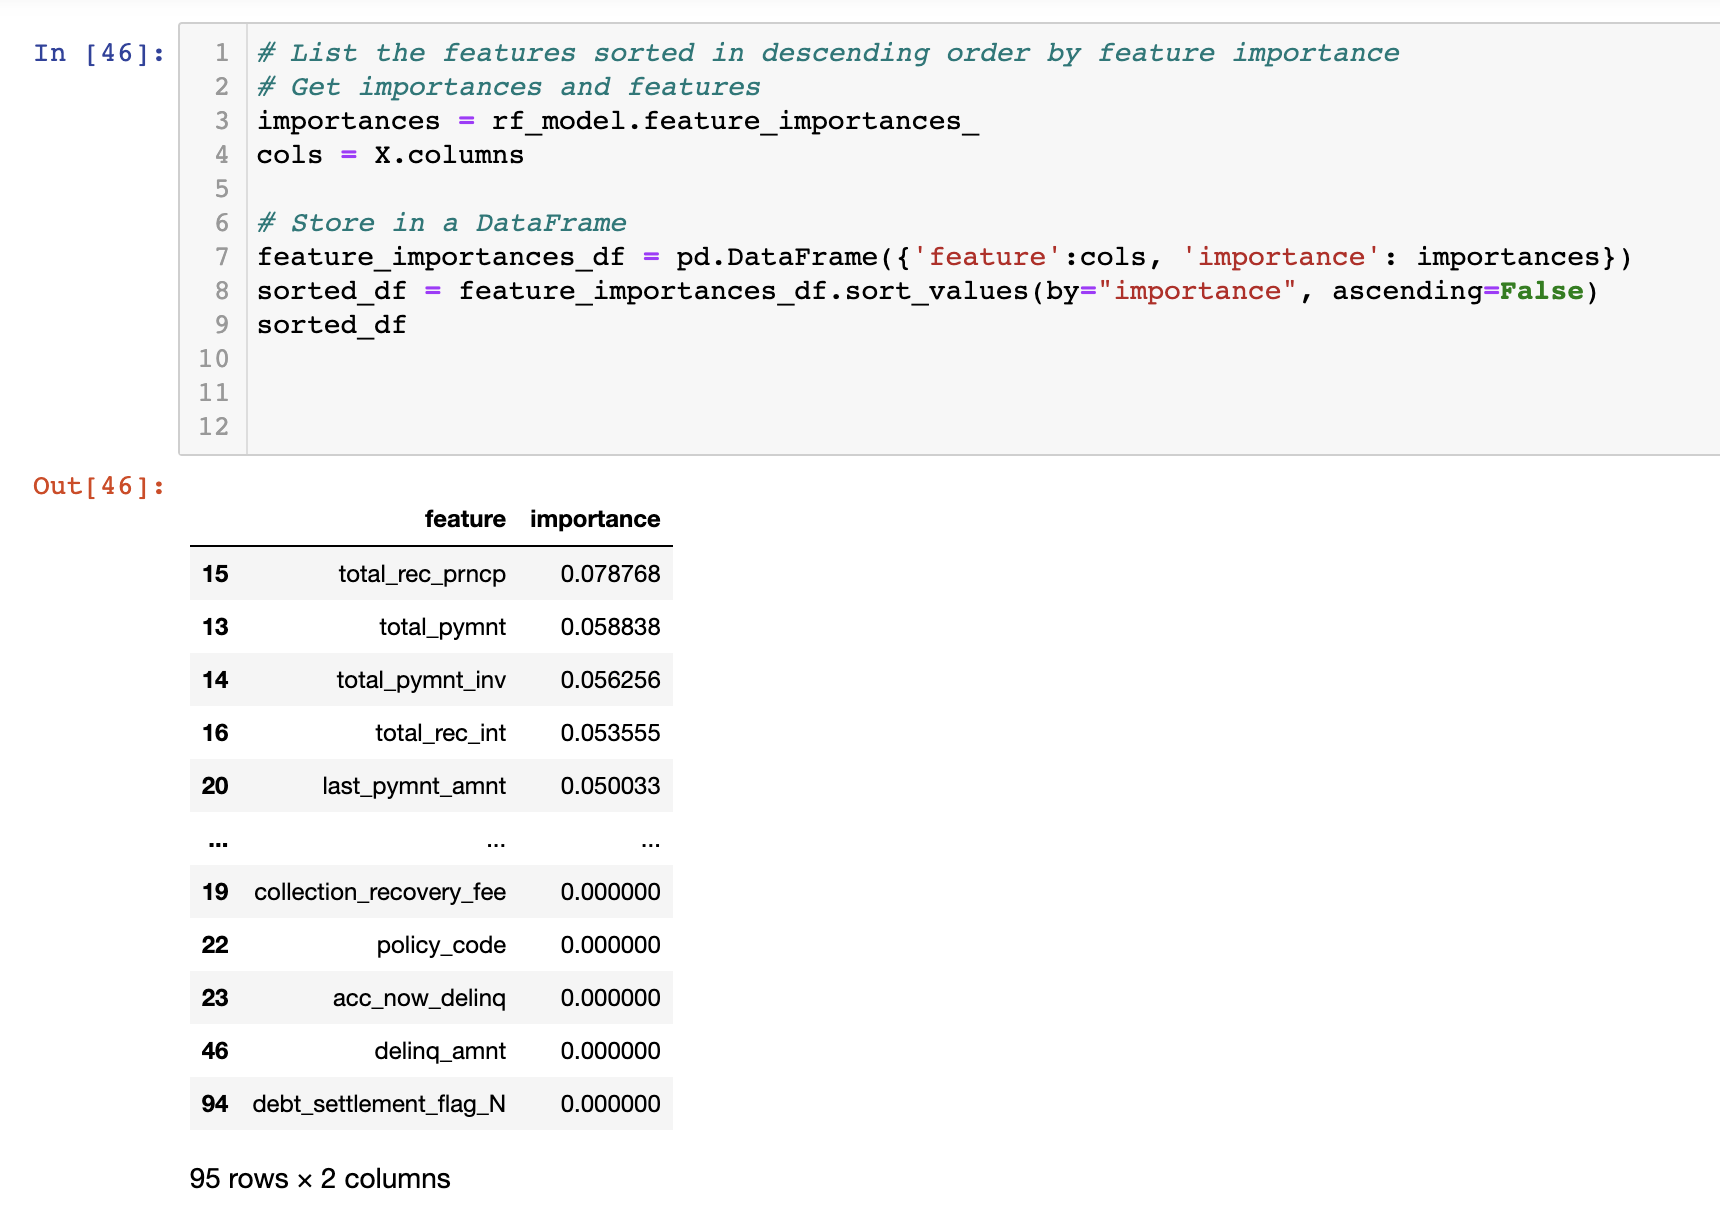 In [46]:
1 # List the features sorted in descending order by feature importance
2 # Get importances and features
3 importances = rf_model.feature_importances_
4 cols = X.columns
5
6 # Store in a DataFrame
7 feature_importances_df = pd.DataFrame({'feature':cols, 'importance': importances})
8 sorted_df = feature_importances_df.sort_values(by="importance", ascending=False)
9 sorted_df
10
11
12
Out[46]:
feature importance
15 total_rec_prncp 0.078768
13 total_pymnt 0.058838
14 total_pymnt_inv 0.056256
16 total_rec_int 0.053555
20 last_pymnt_amnt 0.050033
... ... ...
19 collection_recovery_fee 0.000000
22 policy_code 0.000000
23 acc_now_delinq 0.000000
46 delinq_amnt 0.000000
94 debt_settlement_flag_N 0.000000
95 rows × 2 columns